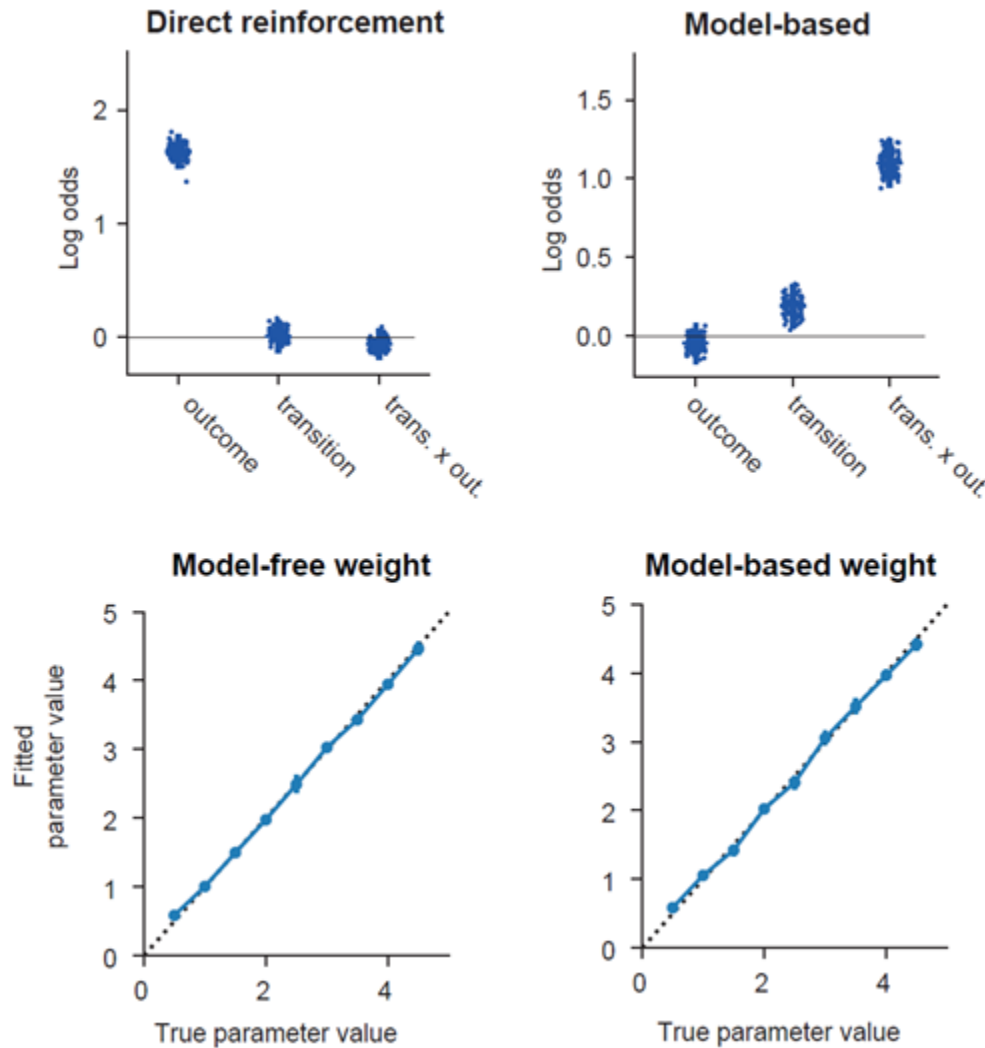 Direct reinforcement
Log odds
2
1
0
outcome
transition
trans. x out.
Model-based
Log odds
1.5
1.0
0.5
0.0
outcome
transition
trans. x out.
Model-free weight
Fitted
parameter value
5
4
3
2
1
0
0
2
4
True parameter value
Model-based weight
5
4
3
2
1
0
0
2
4
True parameter value